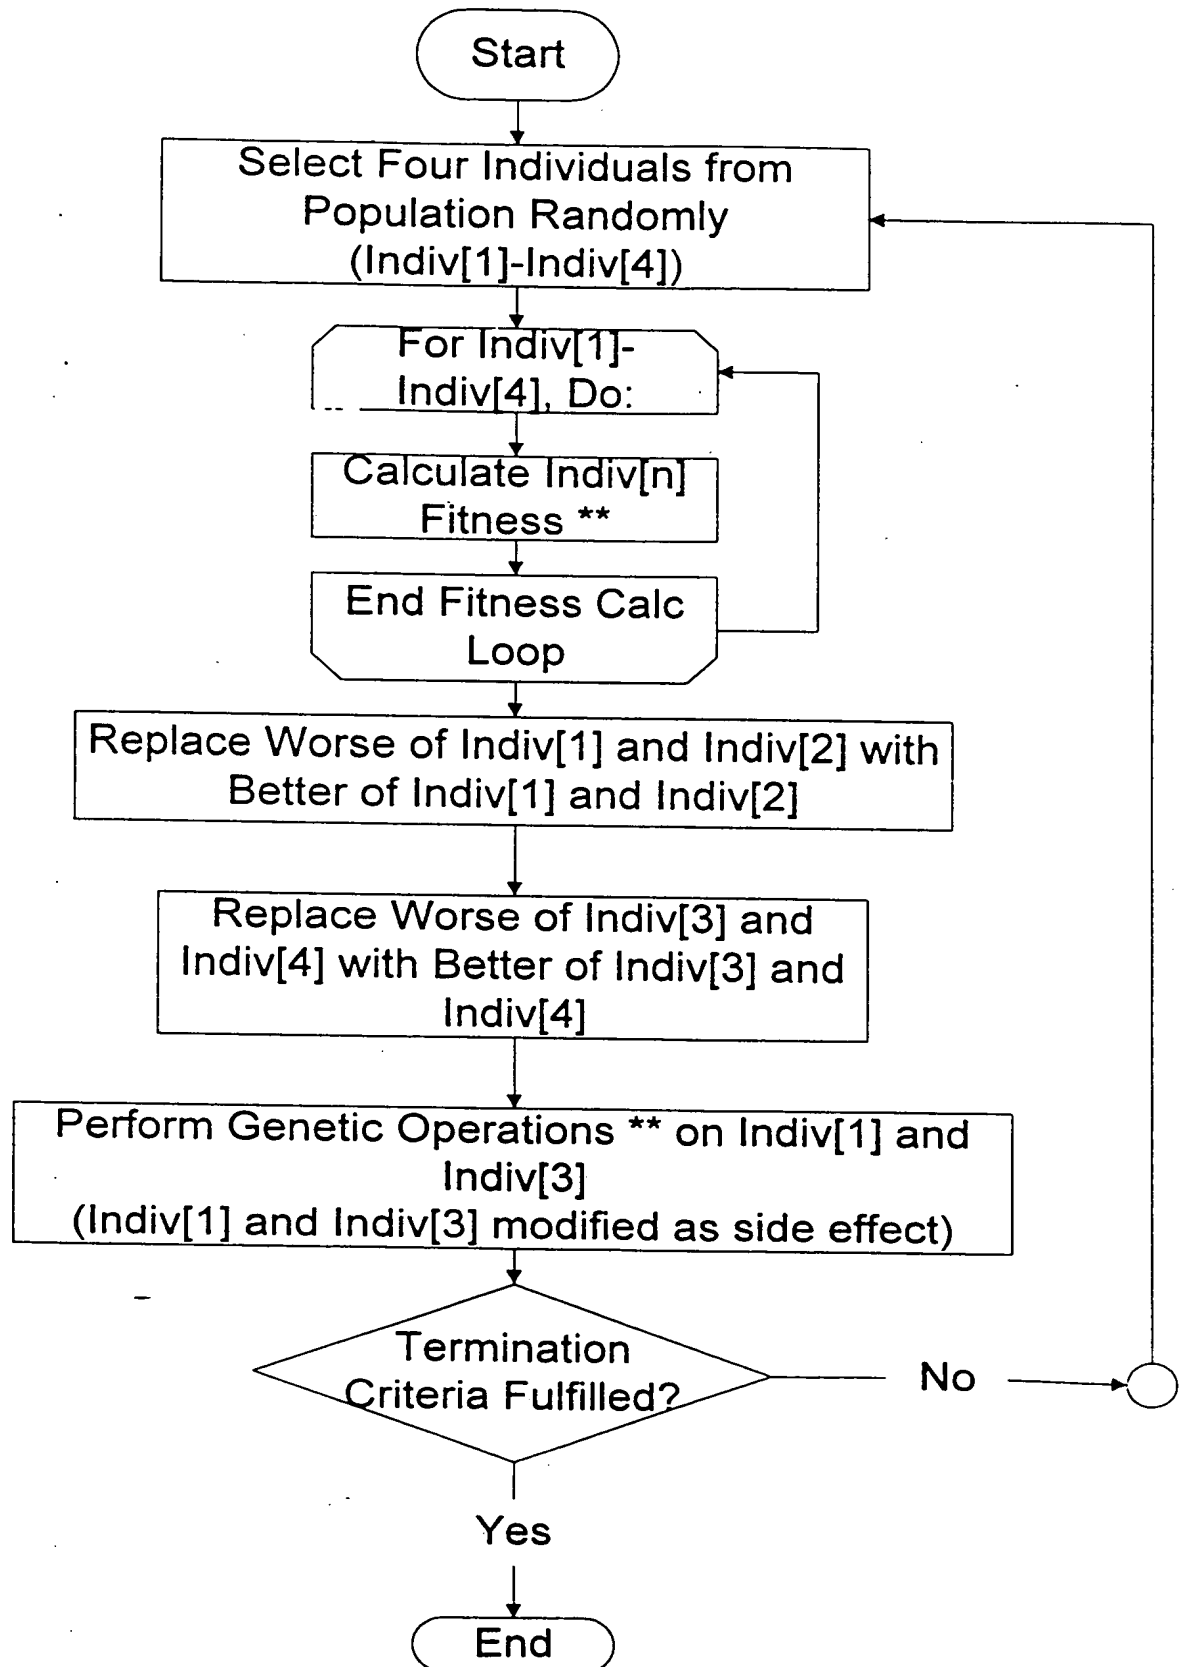 Start
Select Four Individuals from
Population Randomly
(Indiv[1]-Indiv[4])
For Indiv[1]-
Indiv[4], Do:
Calculate Indiv[n]
Fitness **
End Fitness Calc
Loop
Replace Worse of Indiv[1] and Indiv[2] with
Better of Indiv[1] and Indiv[2]
Replace Worse of Indiv[3] and
Indiv[4] with Better of Indiv[3] and
Indiv[4]
Perform Genetic Operations ** on Indiv[1] and
Indiv[3]
(Indiv[1] and Indiv[3] modified as side effect)
Termination
Criteria Fulfilled?
No
Yes
End